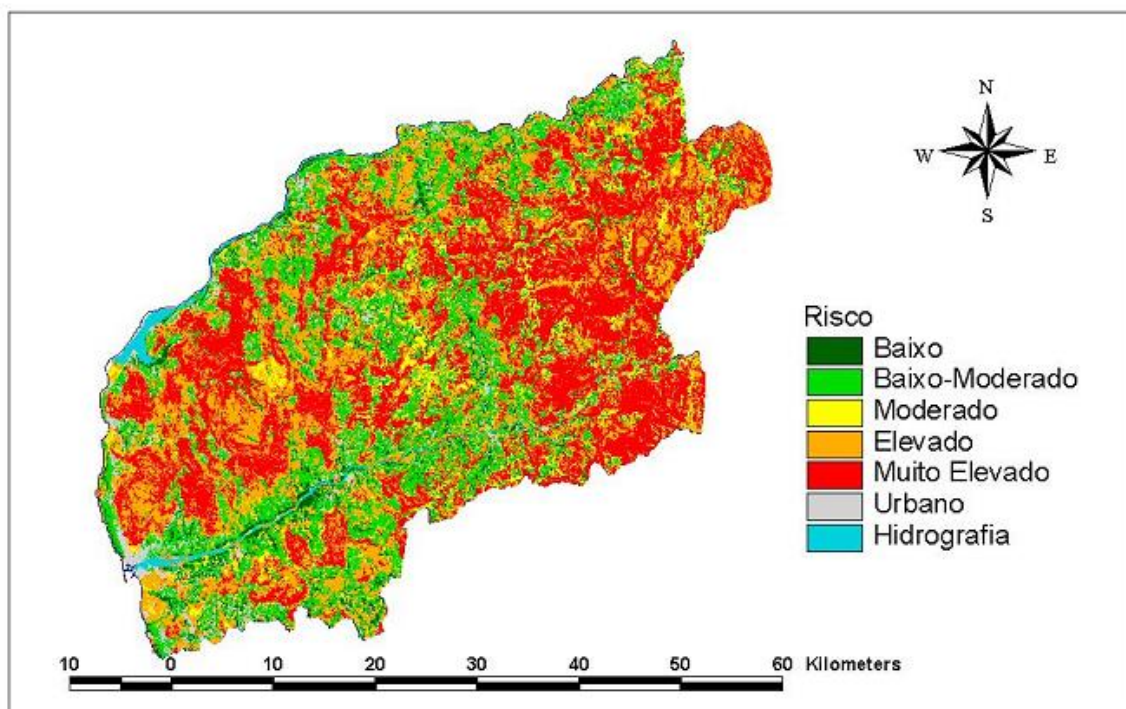 N
W E
S
Risco
Baixo
Baixo-Moderado
Moderado
Elevado
Muito Elevado
Urbano
Hidrografia
10 0 10 20 30 40 50 60 Kilometers